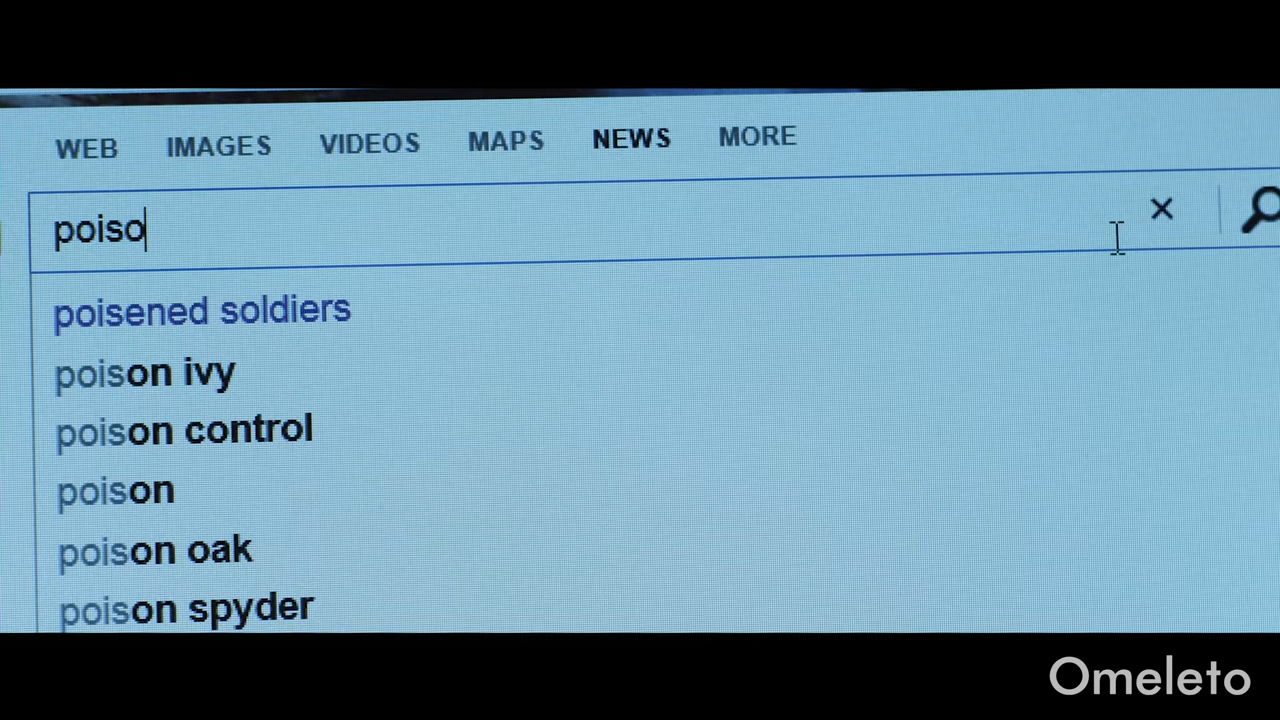 WEB IMAGES VIDEOS MAPS NEWS MORE
poiso
poisened soldiers
poison ivy
poison control
poison
poison oak
poison spyder
Omeleto